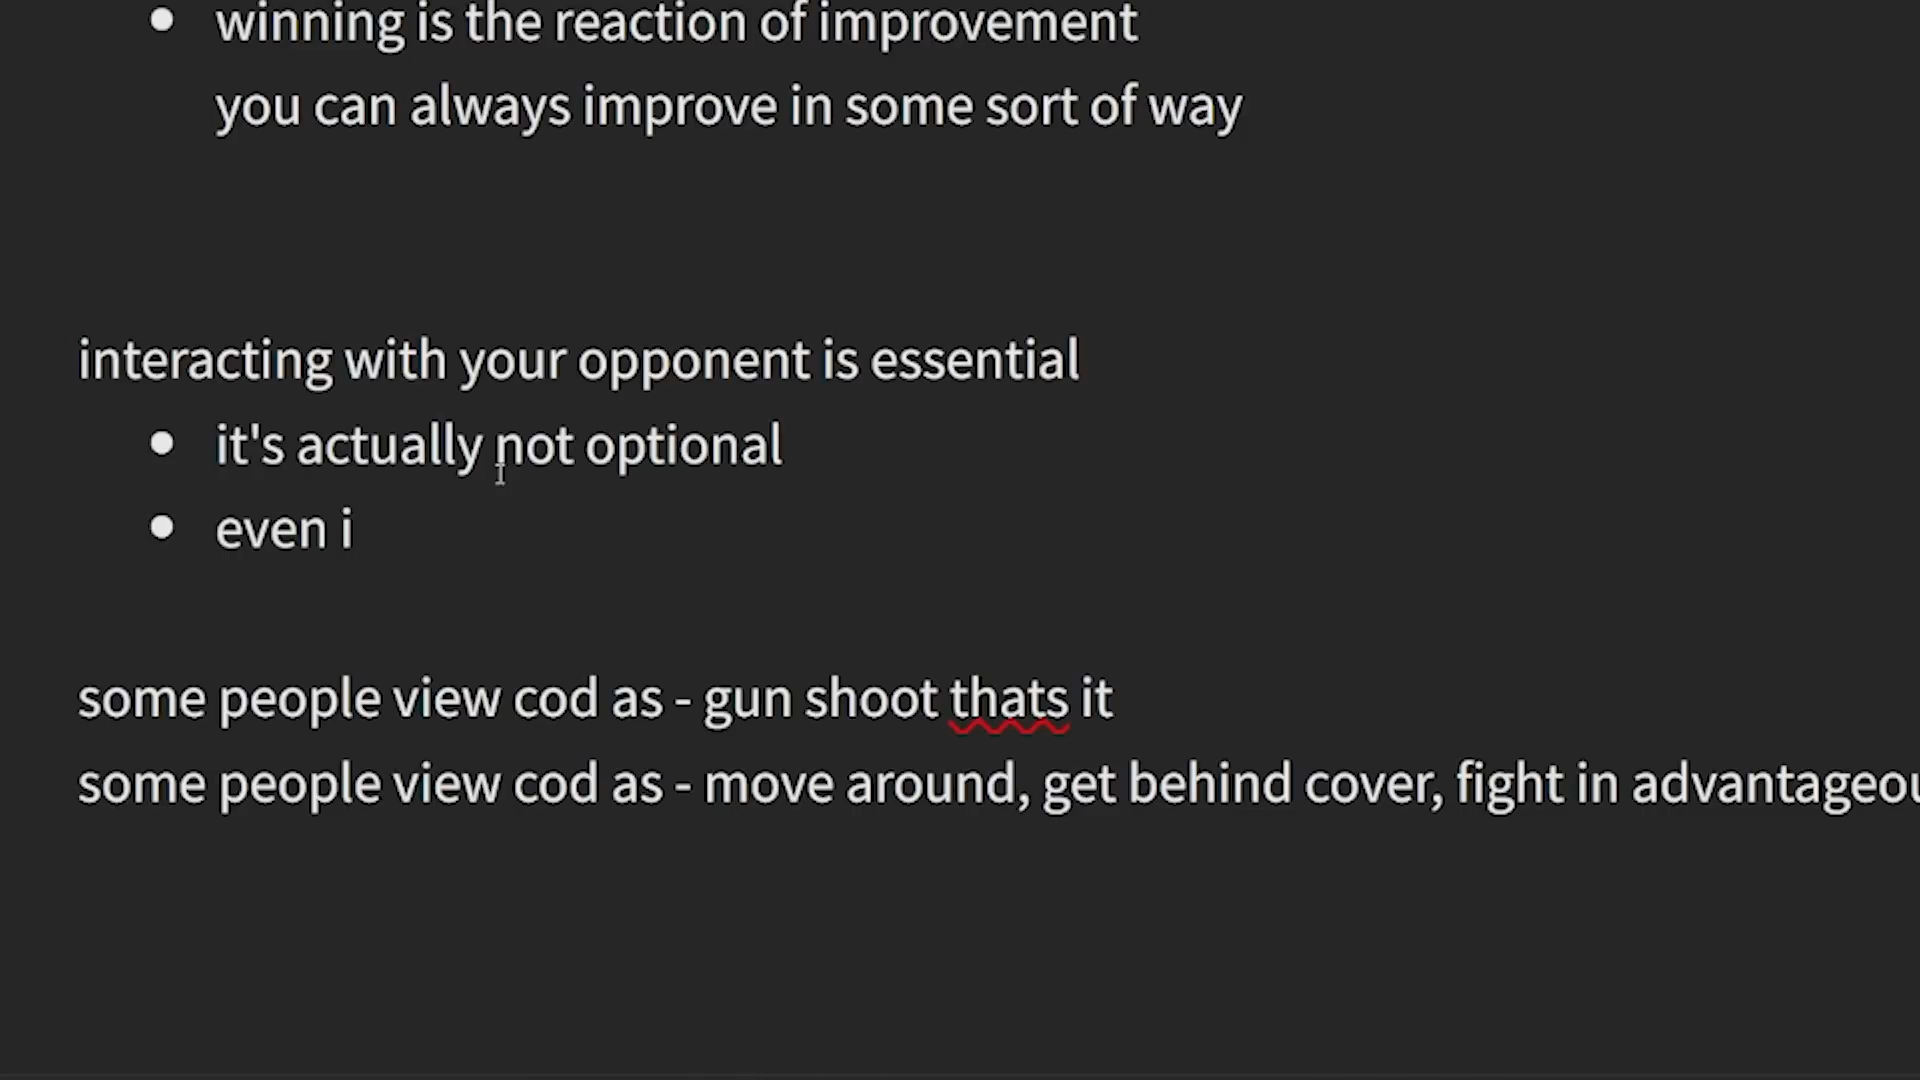 winning is the reaction of improvement
you can always improve in some sort of way
interacting with your opponent is essential
it's actually not optional
even i
some people view cod as - gun shoot thats it
some people view cod as - move around, get behind cover, fight in advantageou